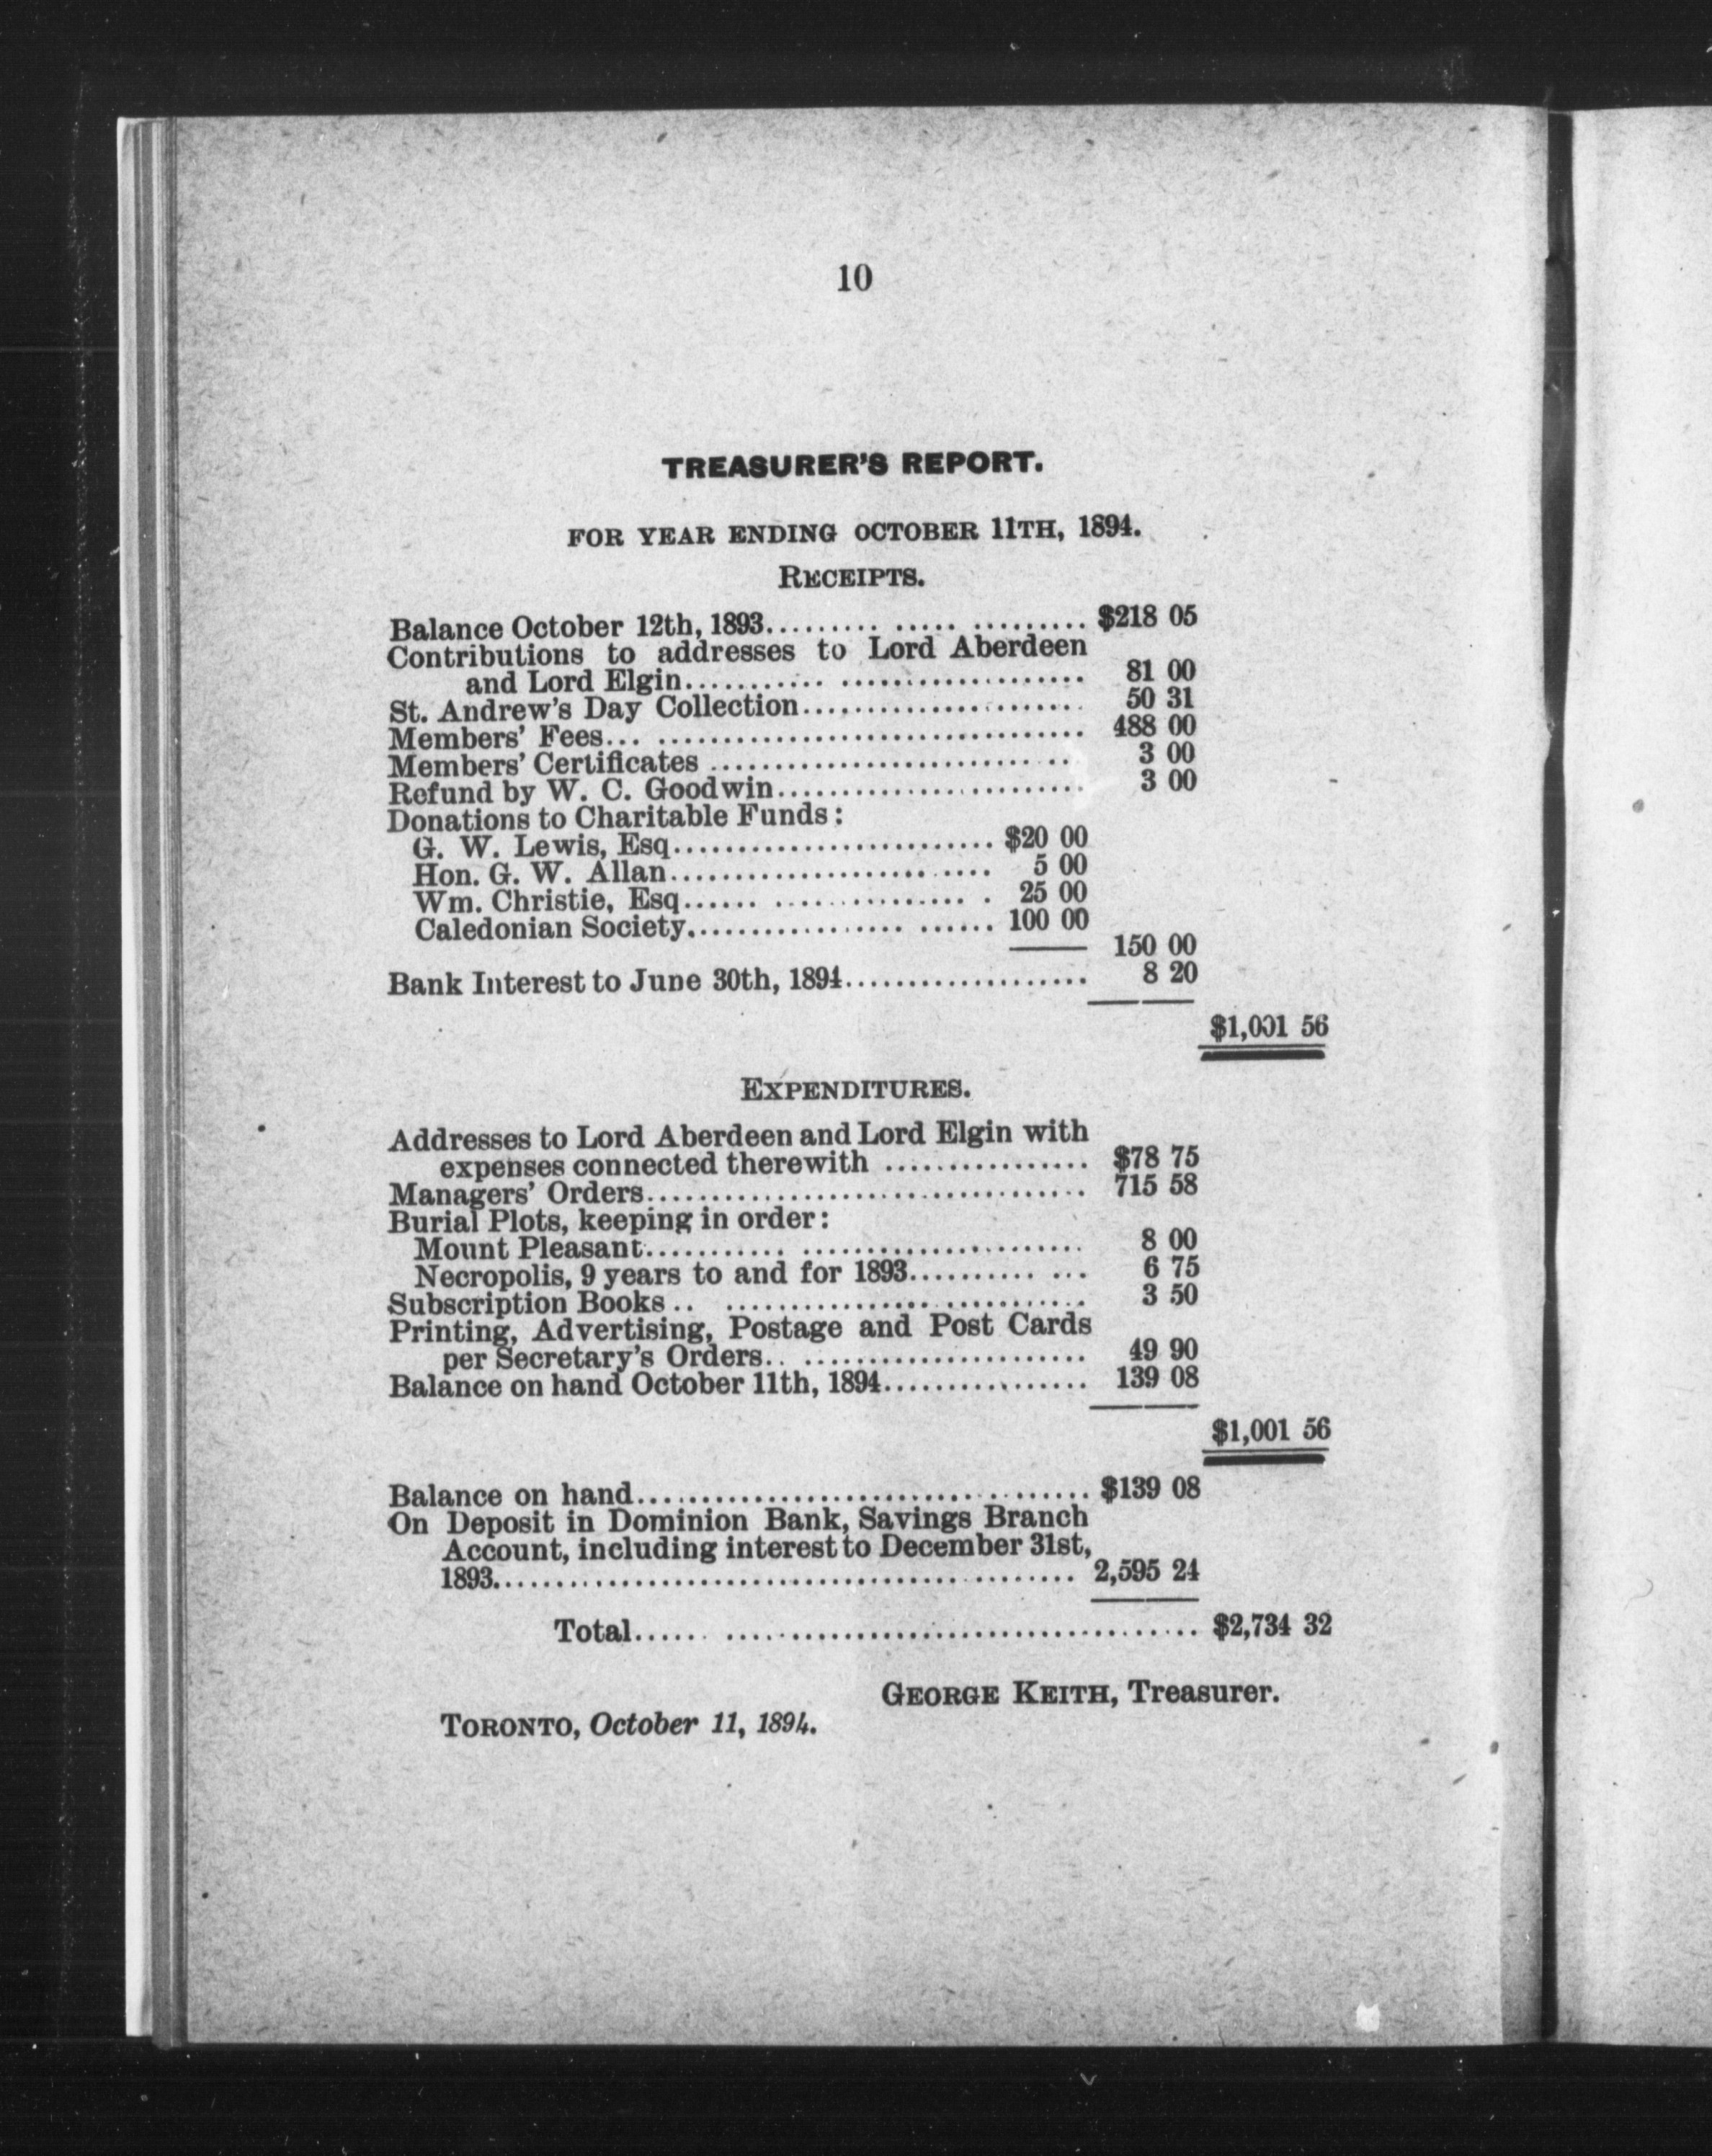 10
TREASURER'S REPORT.
FOR YEAR ENDING OCTOBER 11TH, 1894.
RECEIPTS.
Balance October 12th, 1893......... ..... ......... $218 05
Contributions to addresses to Lord Aberdeen
and Lord Elgin........... ................... 81 00
St. Andrew's Day Collection...................... 50 31
Members' Fees... ................................. 488 00
Members' Certificates ............................ 3 00
Refund by W. C. Goodwin........................ 3 00
Donations to Charitable Funds:
G. W. Lewis, Esq......................... $20 00
Hon. G. W. Allan.................... ..... 5 00
Wm. Christie, Esq...... ............... . 25 00
Caledonian Society................. ...... 100 00
150 00
Bank Interest to June 30th, 1894................... 8 20
$1,001 56
EXPENDITURES.
Addresses to Lord Aberdeen and Lord Elgin with
expenses connected therewith ................ $78 75
Managers' Orders.................................. 715 58
Burial Plots, keeping in order:
Mount Pleasant........... ...................... 8 00
Necropolis, 9 years to and for 1893.......... ... 6 75
Subscription Books .. ............................ 3 50
Printing, Advertising, Postage and Post Cards
per Secretary's Orders.. ...................... 49 90
Balance on hand October 11th, 1894................ 139 08
$1,001 56
Balance on hand................................... $139 08
On Deposit in Dominion Bank, Savings Branch
Account, including interest to December 31st,
1893............................................. 2,595 24
Total...... ..................................... $2,734 32
GEORGE KEITH, Treasurer.
TORONTO, October 11, 1894.